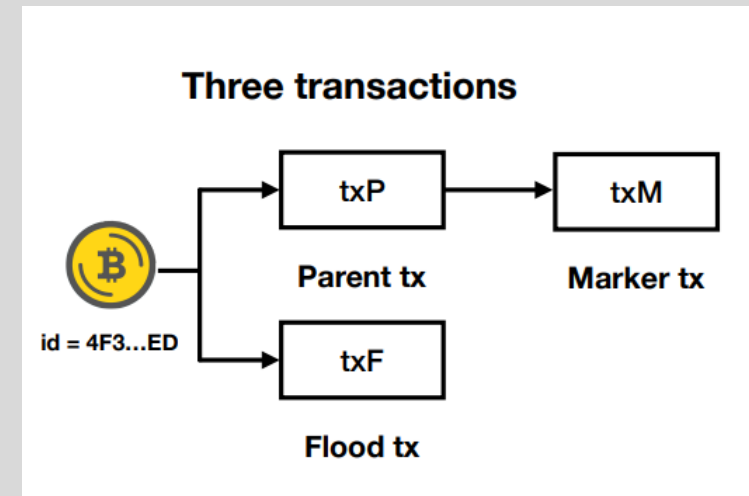 Three transactions
txP
txM
Parent tx
Marker tx
id = 4F3...ED
txF
Flood tx